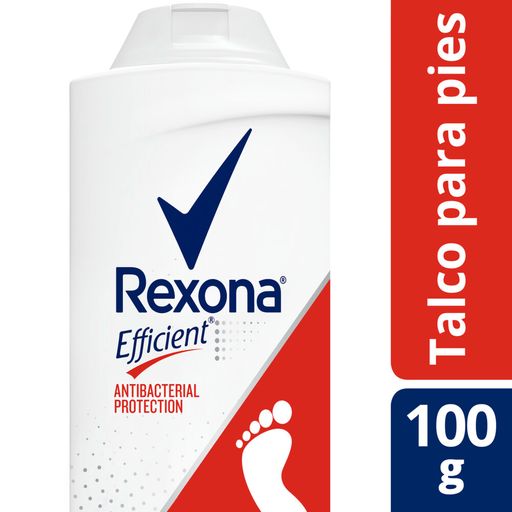 Rexona®
Efficient®
ANTIBACTERIAL
PROTECTION
Talco para pies
100
g